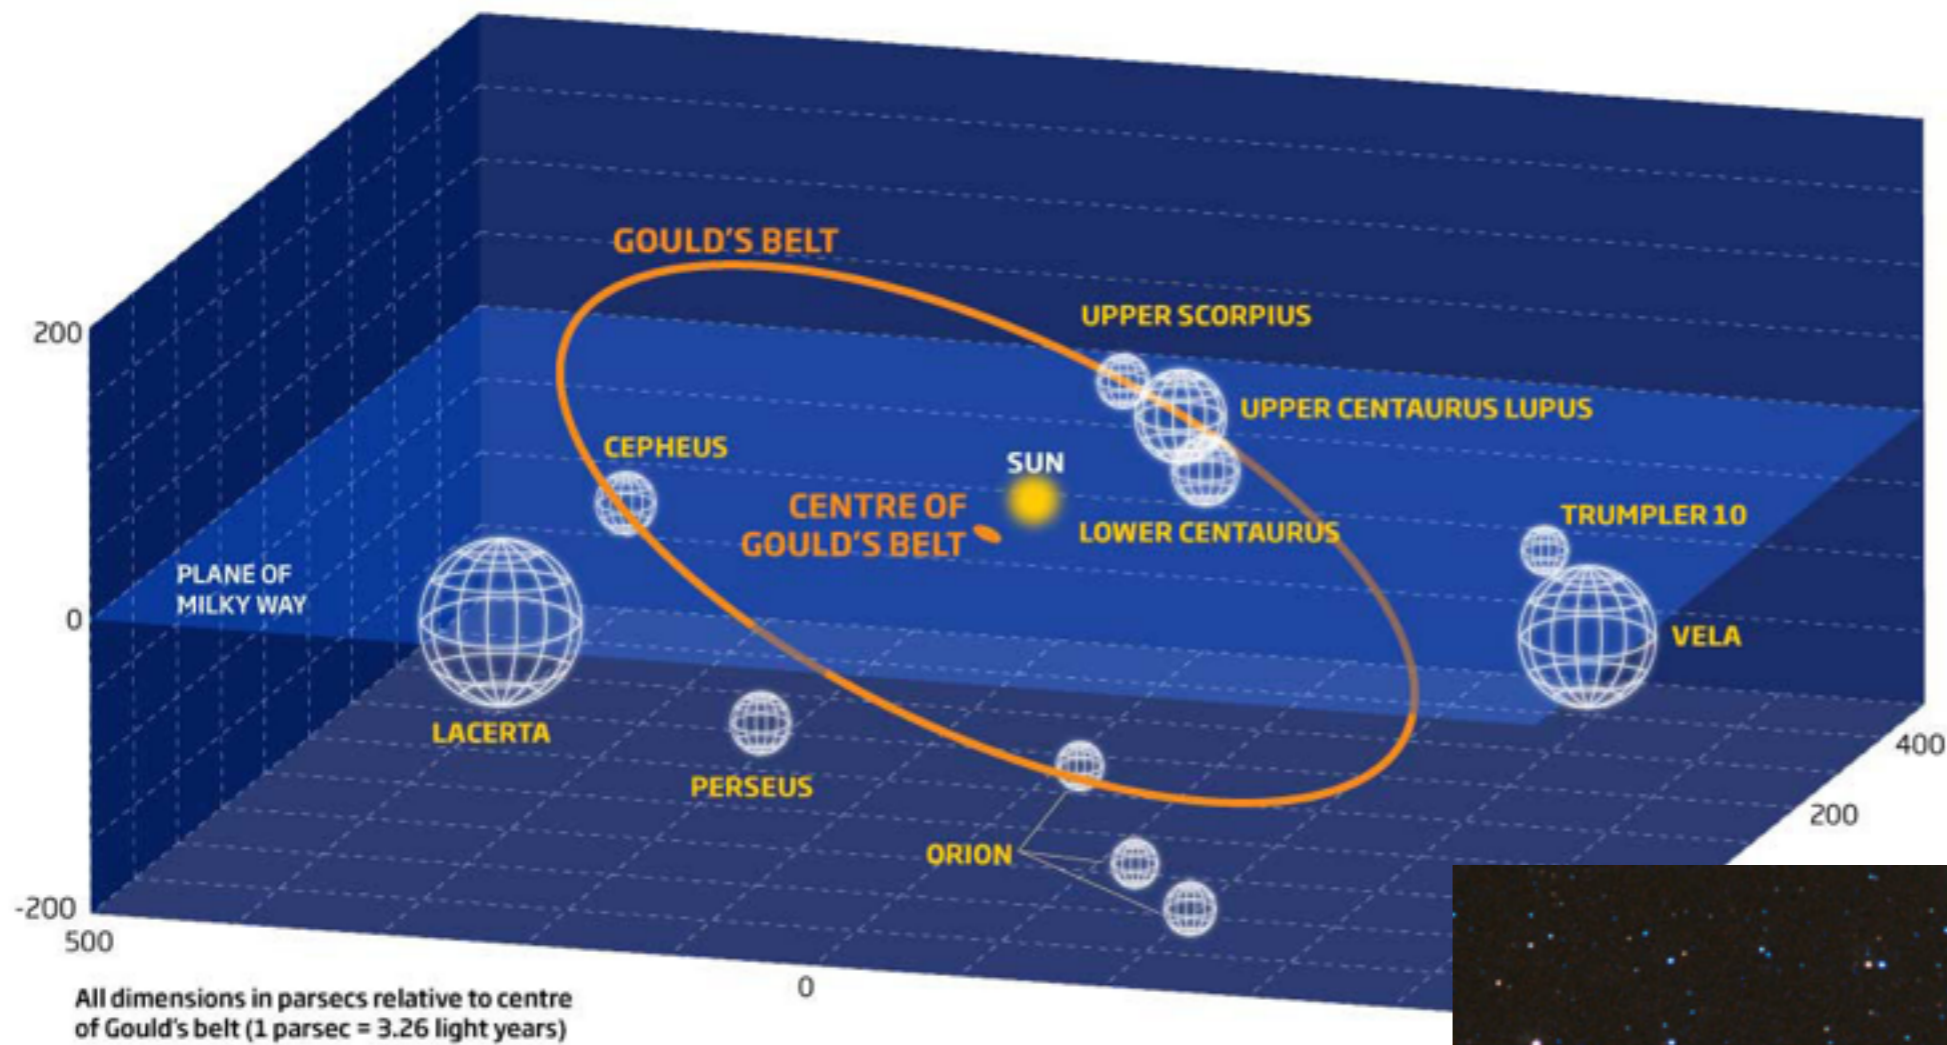 GOULD'S BELT
UPPER SCORPIUS
200
UPPER CENTAURUS LUPUS
CEPHEUS
SUN
CENTRE OF
GOULD'S BELT
LOWER CENTAURUS
TRUMPLER 10
PLANE OF
MILKY WAY
0
VELA
LACERTA
400
PERSEUS
200
ORION
-200
500
0
All dimensions in parsecs relative to centre
of Gould's belt (1 parsec = 3.26 light years)